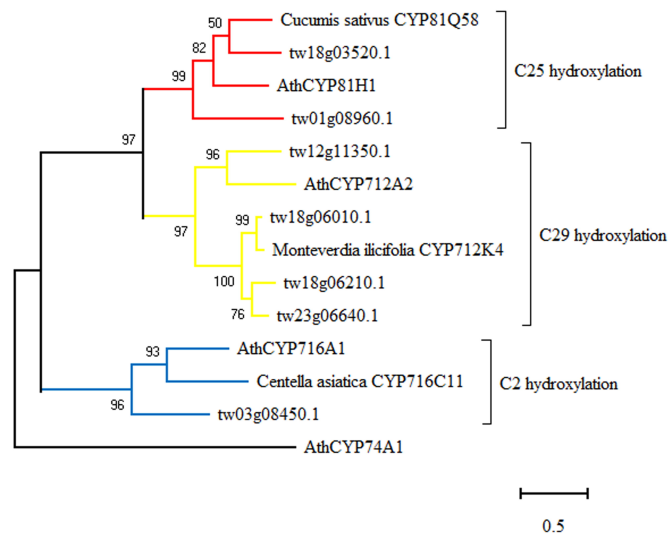 50
Cucumis sativus CYP81Q58
82
tw18g03520.1
C25 hydroxylation
99
AthCYP81H1
tw01g08960.1
97
96
tw12g11350.1
AthCYP712A2
99
tw18g06010.1
97
Monteverdia ilicifolia CYP712K4
C29 hydroxylation
100
tw18g06210.1
76
tw23g06640.1
93
AthCYP716A1
Centella asiatica CYP716C11
C2 hydroxylation
96
tw03g08450.1
AthCYP74A1
0.5